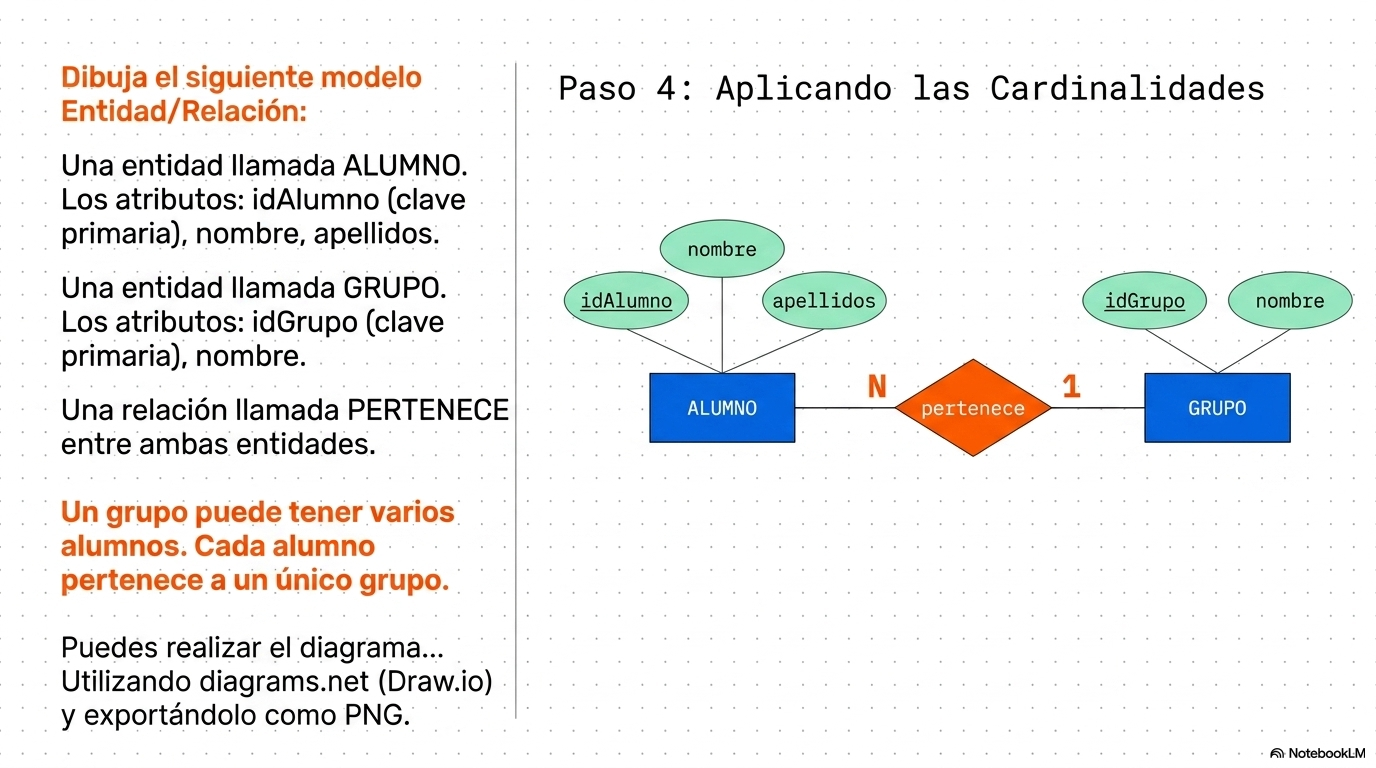 Dibuja el siguiente modelo
Entidad/Relación:
Una entidad llamada ALUMNO.
Los atributos: idAlumno (clave
primaria), nombre, apellidos.
Una entidad llamada GRUPO.
Los atributos: idGrupo (clave
primaria), nombre.
Una relación llamada PERTENECE
entre ambas entidades.
Un grupo puede tener varios
alumnos. Cada alumno
pertenece a un único grupo.
Puedes realizar el diagrama...
Utilizando diagrams.net (Draw.io)
y exportándolo como PNG.
Paso 4: Aplicando las Cardinalidades
nombre
idAlumno
apellidos
idGrupo
nombre
ALUMNO
N
pertenece
1
GRUPO
NotebookLM